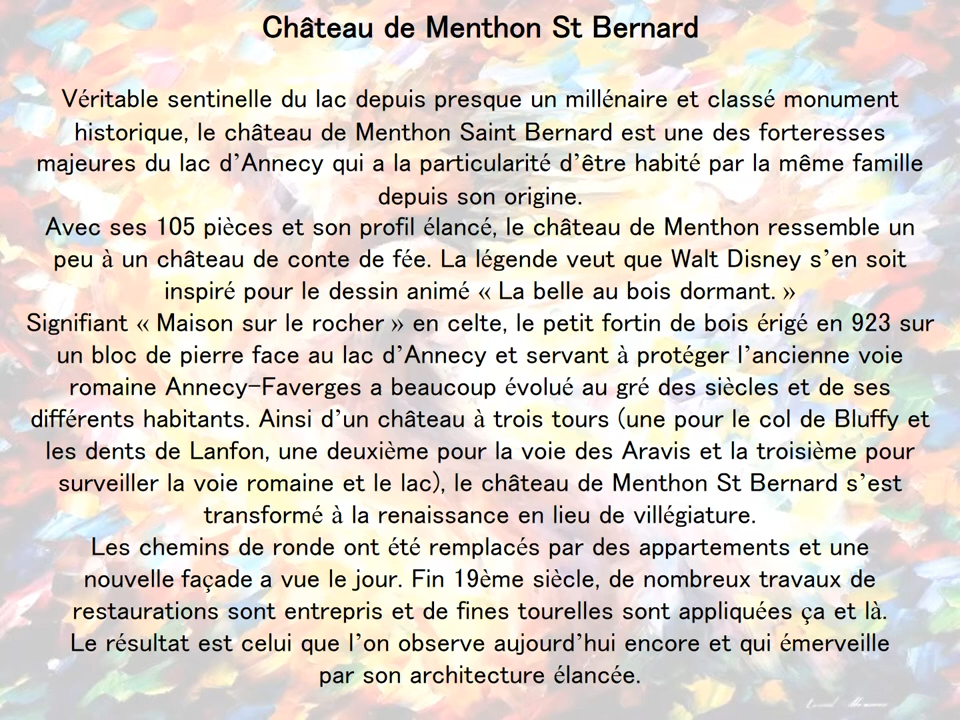 Château de Menthon St Bernard
Véritable sentinelle du lac depuis presque un millénaire et classé monument
historique, le château de Menthon Saint Bernard est une des forteresses
majeures du lac d’Annecy qui a la particularité d’être habité par la même famille
depuis son origine.
Avec ses 105 pièces et son profil élancé, le château de Menthon ressemble un
peu à un château de conte de fée. La légende veut que Walt Disney s’en soit
inspiré pour le dessin animé « La belle au bois dormant. »
Signifiant « Maison sur le rocher » en celte, le petit fortin de bois érigé en 923 sur
un bloc de pierre face au lac d’Annecy et servant à protéger l’ancienne voie
romaine Annecy-Faverges a beaucoup évolué au gré des siècles et de ses
différents habitants. Ainsi d’un château à trois tours (une pour le col de Bluffy et
les dents de Lanfon, une deuxième pour la voie des Aravis et la troisième pour
surveiller la voie romaine et le lac), le château de Menthon St Bernard s’est
transformé à la renaissance en lieu de villégiature.
Les chemins de ronde ont été remplacés par des appartements et une
nouvelle façade a vue le jour. Fin 19ème siècle, de nombreux travaux de
restaurations sont entrepris et de fines tourelles sont appliquées ça et là.
Le résultat est celui que l’on observe aujourd’hui encore et qui émerveille
par son architecture élancée.